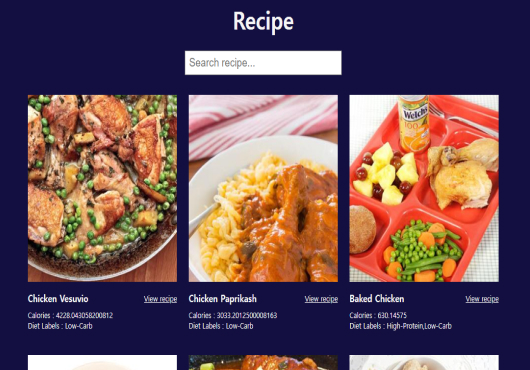 Recipe
Search recipe...
Welch's
100
Chicken Vesuvio View recipe
Calories : 4228.043058200812
Diet Labels : Low-Carb
Chicken Paprikash View recipe
Calories : 3033.2012500008163
Diet Labels : Low-Carb
Baked Chicken View recipe
Calories : 630.14575
Diet Labels : High-Protein,Low-Carb